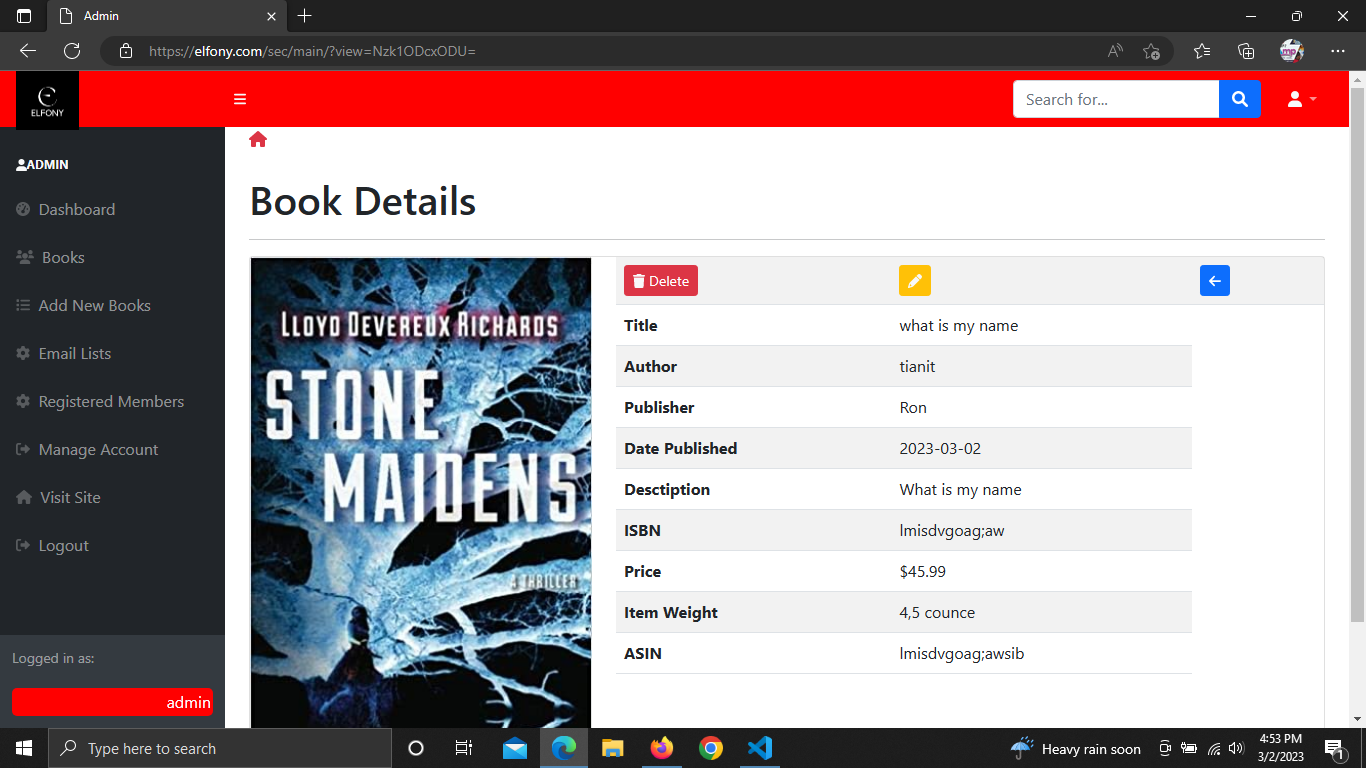 Admin
https://elfony.com/sec/main/?view=Nzk1ODcxODU=
ELFONY
Search for...
ADMIN
Dashboard
Books
Add New Books
Email Lists
Registered Members
Manage Account
Visit Site
Logout
Logged in as:
admin
Book Details
LLOYD DEVEREUX RICHARDS
STONE
MAIDENS
A THRILLER
Delete
Title what is my name
Author tianit
Publisher Ron
Date Published 2023-03-02
Desctiption What is my name
ISBN lmisdvgoag;aw
Price $45.99
Item Weight 4,5 counce
ASIN lmisdvgoag;awsib
Type here to search
Heavy rain soon
4:53 PM
3/2/2023
1